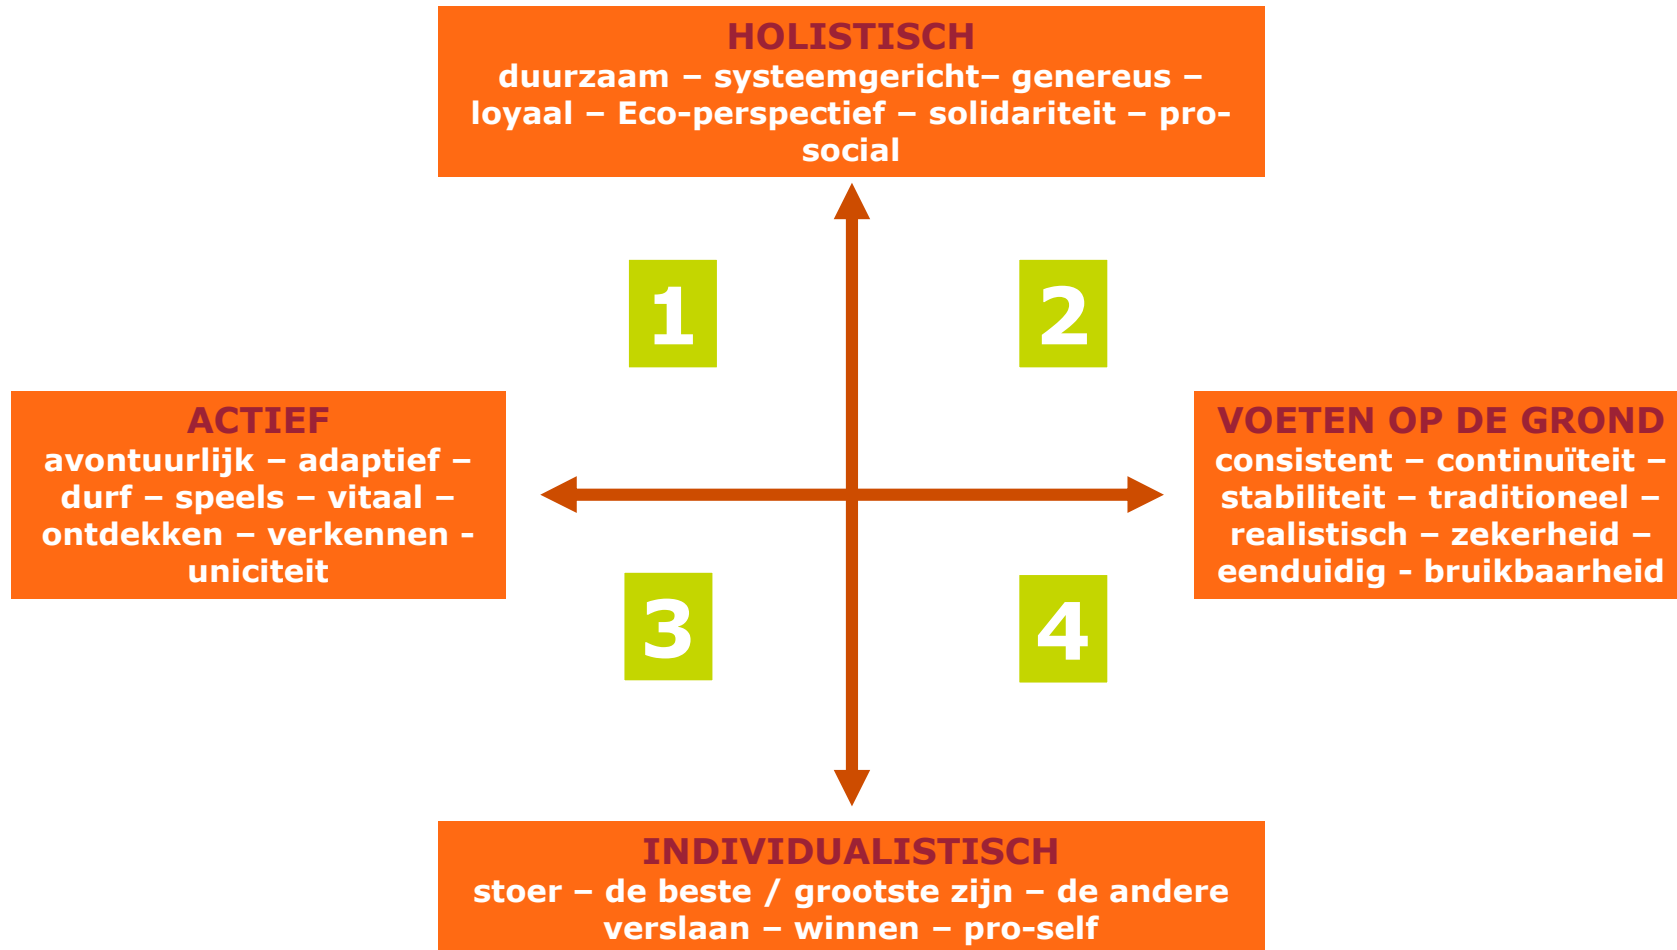 HOLISTISCH
duurzaam – systeemgericht– genereus –
loyaal – Eco-perspectief – solidariteit – pro-
social
1
2
ACTIEF
avontuurlijk – adaptief –
durf – speels – vitaal –
ontdekken – verkennen -
uniciteit
VOETEN OP DE GROND
consistent – continuïteit –
stabiliteit – traditioneel –
realistisch – zekerheid –
eenduidig - bruikbaarheid
3
4
INDIVIDUALISTISCH
stoer – de beste / grootste zijn – de andere
verslaan – winnen – pro-self